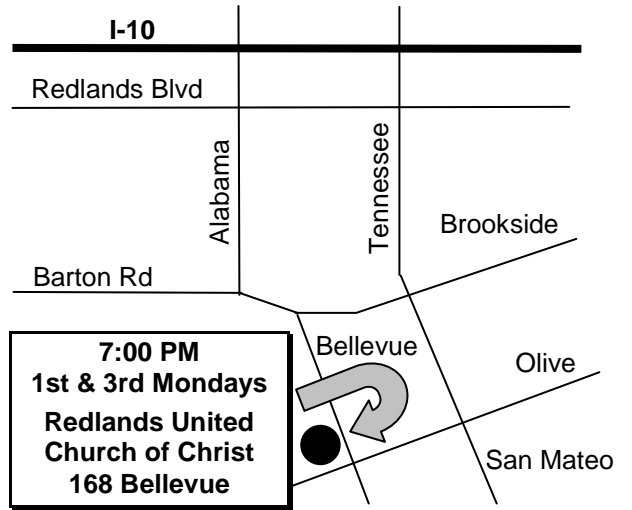 I-10
Redlands Blvd
Alabama
Tennessee
Brookside
Barton Rd
7:00 PM
1st & 3rd Mondays
Redlands United
Church of Christ
168 Bellevue
Bellevue
Olive
San Mateo